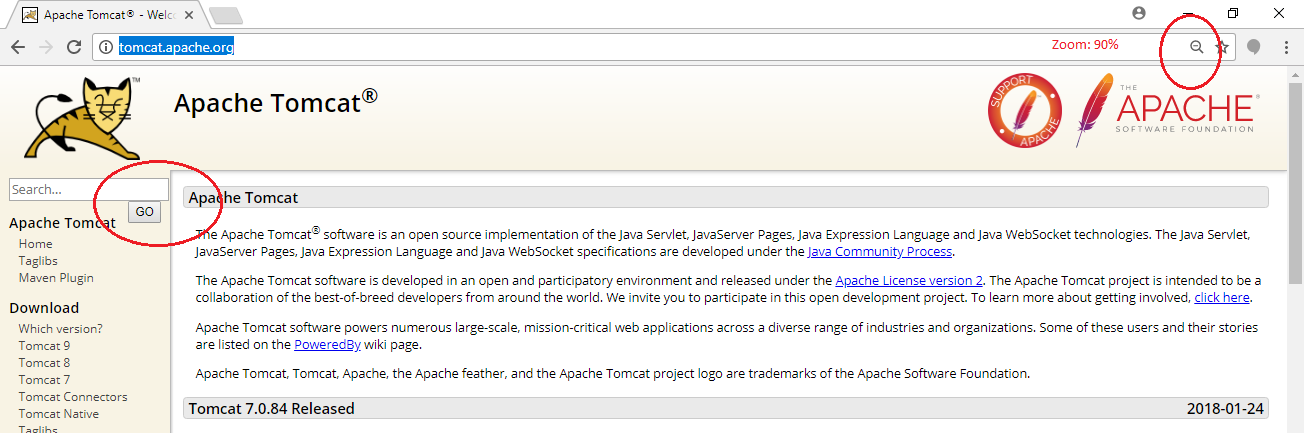 Apache Tomcat® - Welc
tomcat.apache.org
Zoom: 90%
TM
Apache Tomcat®
SUPPORT APACHE
THE
APACHE®
SOFTWARE FOUNDATION
Search...
GO
Apache Tomcat
Home
Taglibs
Maven Plugin
Download
Which version?
Tomcat 9
Tomcat 8
Tomcat 7
Tomcat Connectors
Tomcat Native
Taglibs
Apache Tomcat
The Apache Tomcat® software is an open source implementation of the Java Servlet, JavaServer Pages, Java Expression Language and Java WebSocket technologies. The Java Servlet,
JavaServer Pages, Java Expression Language and Java WebSocket specifications are developed under the Java Community Process.
The Apache Tomcat software is developed in an open and participatory environment and released under the Apache License version 2. The Apache Tomcat project is intended to be a
collaboration of the best-of-breed developers from around the world. We invite you to participate in this open development project. To learn more about getting involved, click here.
Apache Tomcat software powers numerous large-scale, mission-critical web applications across a diverse range of industries and organizations. Some of these users and their stories
are listed on the PoweredBy wiki page.
Apache Tomcat, Tomcat, Apache, the Apache feather, and the Apache Tomcat project logo are trademarks of the Apache Software Foundation.
Tomcat 7.0.84 Released 2018-01-24